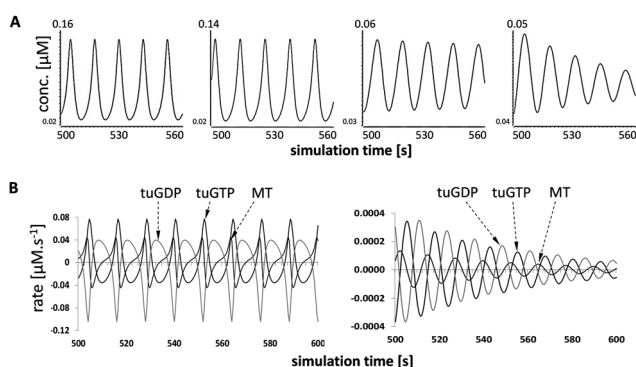 A
0.16
0.14
0.06
0.05
conc. [µM]
0.02
0.02
0.03
0.04
500 530 560
500 530 560
500 530 560
500 530 560
simulation time [s]
B
tuGDP tuGTP MT
tuGDP tuGTP MT
rate [µM.s⁻¹]
0.08
0.04
0
-0.04
-0.08
-0.12
500 520 540 560 580 600
0.0004
0.0002
0.0000
-0.0002
-0.0004
500 520 540 560 580 600
simulation time [s]